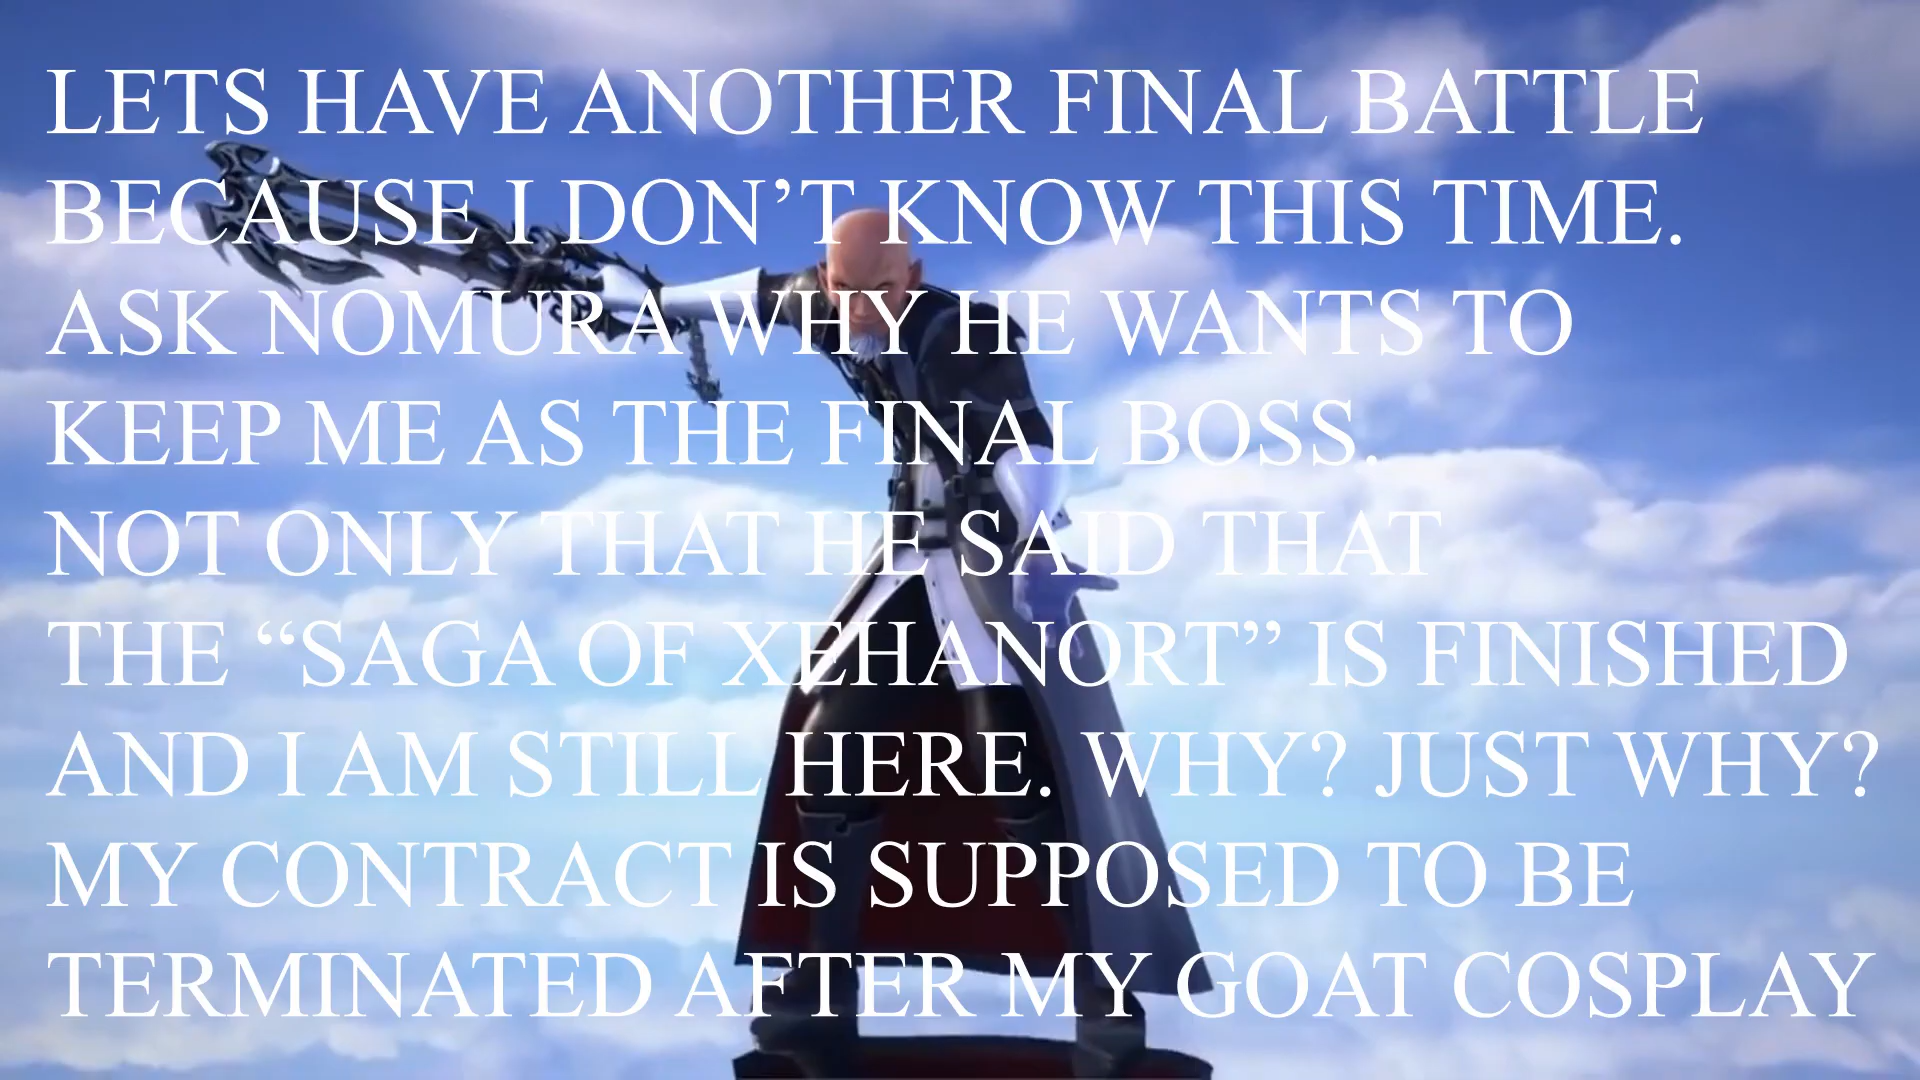 LETS HAVE ANOTHER FINAL BATTLE
BECAUSE I DON’T KNOW THIS TIME.
ASK NOMURA WHY HE WANTS TO
KEEP ME AS THE FINAL BOSS.
NOT ONLY THAT HE SAID THAT
THE “SAGA OF XEHANORT” IS FINISHED
AND I AM STILL HERE. WHY? JUST WHY?
MY CONTRACT IS SUPPOSED TO BE
TERMINATED AFTER MY GOAT COSPLAY